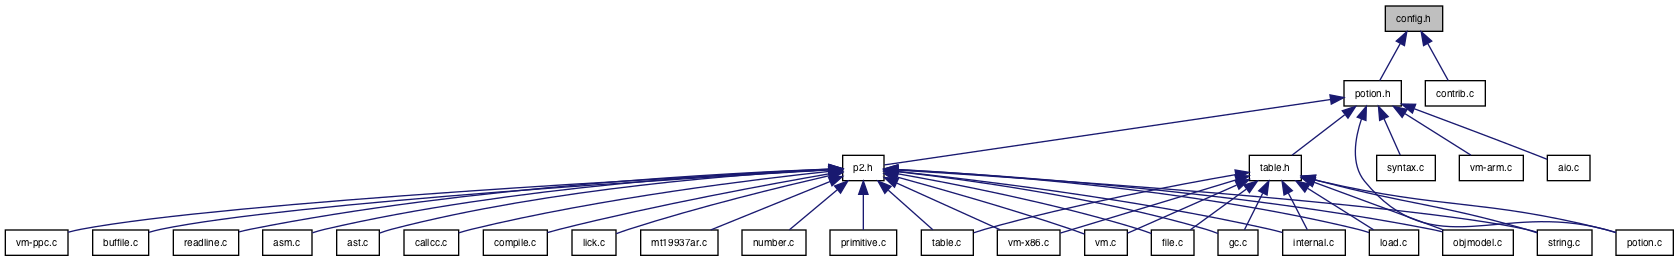 config.h
potion.h
contrib.c
p2.h
table.h
syntax.c
vm-arm.c
aio.c
vm-ppc.c
buffile.c
readline.c
asm.c
ast.c
callcc.c
compile.c
lick.c
mt19937ar.c
number.c
primitive.c
table.c
vm-x86.c
vm.c
file.c
gc.c
internal.c
load.c
objmodel.c
string.c
potion.c